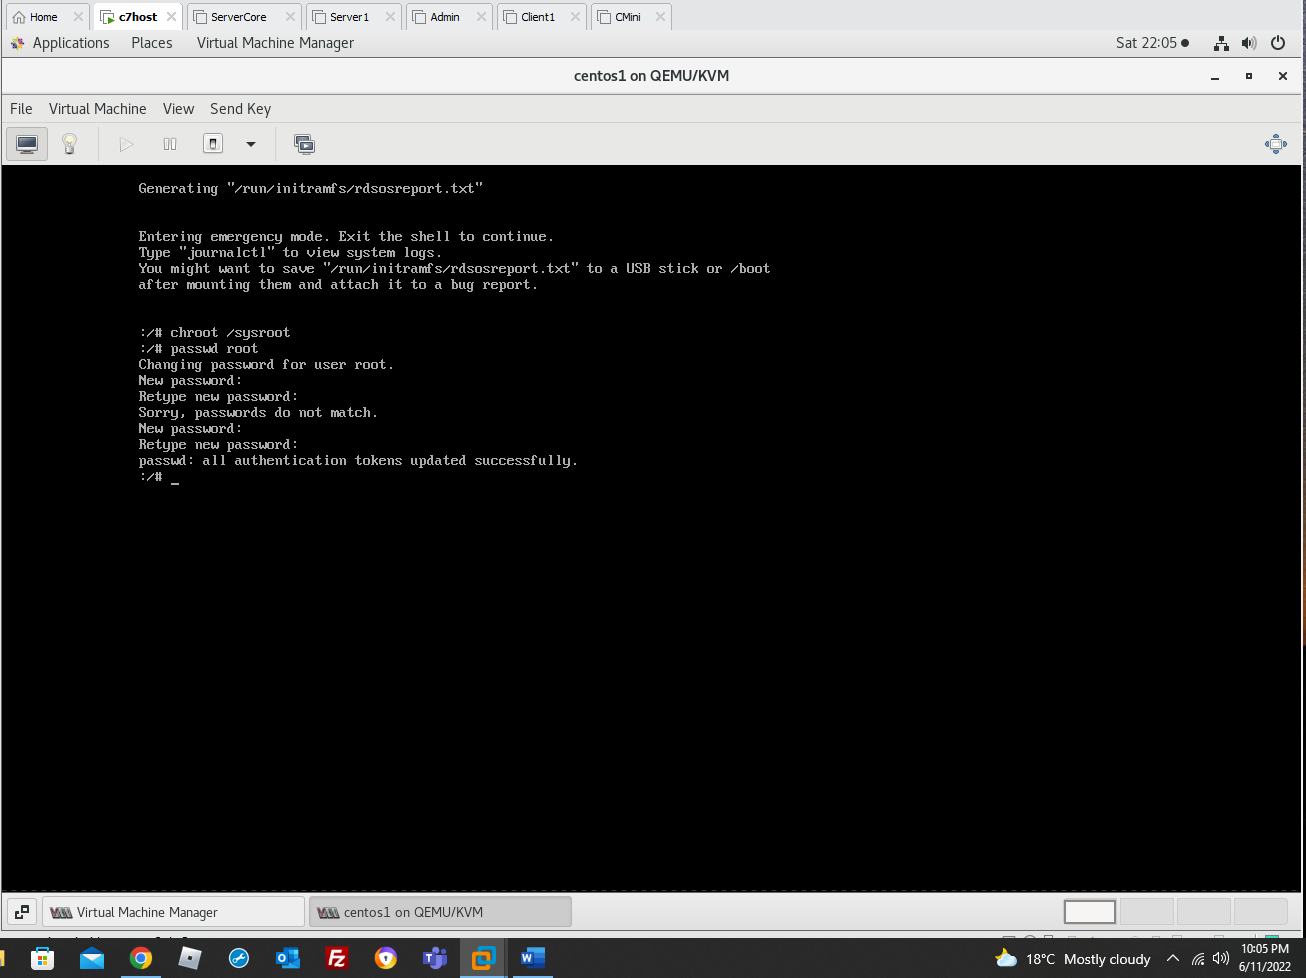 Home c7host ServerCore Server1 Admin Client1 CMini
Applications Places Virtual Machine Manager Sat 22:05
centos1 on QEMU/KVM
File Virtual Machine View Send Key
Generating "/run/initramfs/rdsosreport.txt"
Entering emergency mode. Exit the shell to continue.
Type "journalctl" to view system logs.
You might want to save "/run/initramfs/rdsosreport.txt" to a USB stick or /boot
after mounting them and attach it to a bug report.
:/# chroot /sysroot
:/# passwd root
Changing password for user root.
New password:
Retype new password:
Sorry, passwords do not match.
New password:
Retype new password:
passwd: all authentication tokens updated successfully.
:/# _
Virtual Machine Manager centos1 on QEMU/KVM
18°C Mostly cloudy 10:05 PM
6/11/2022